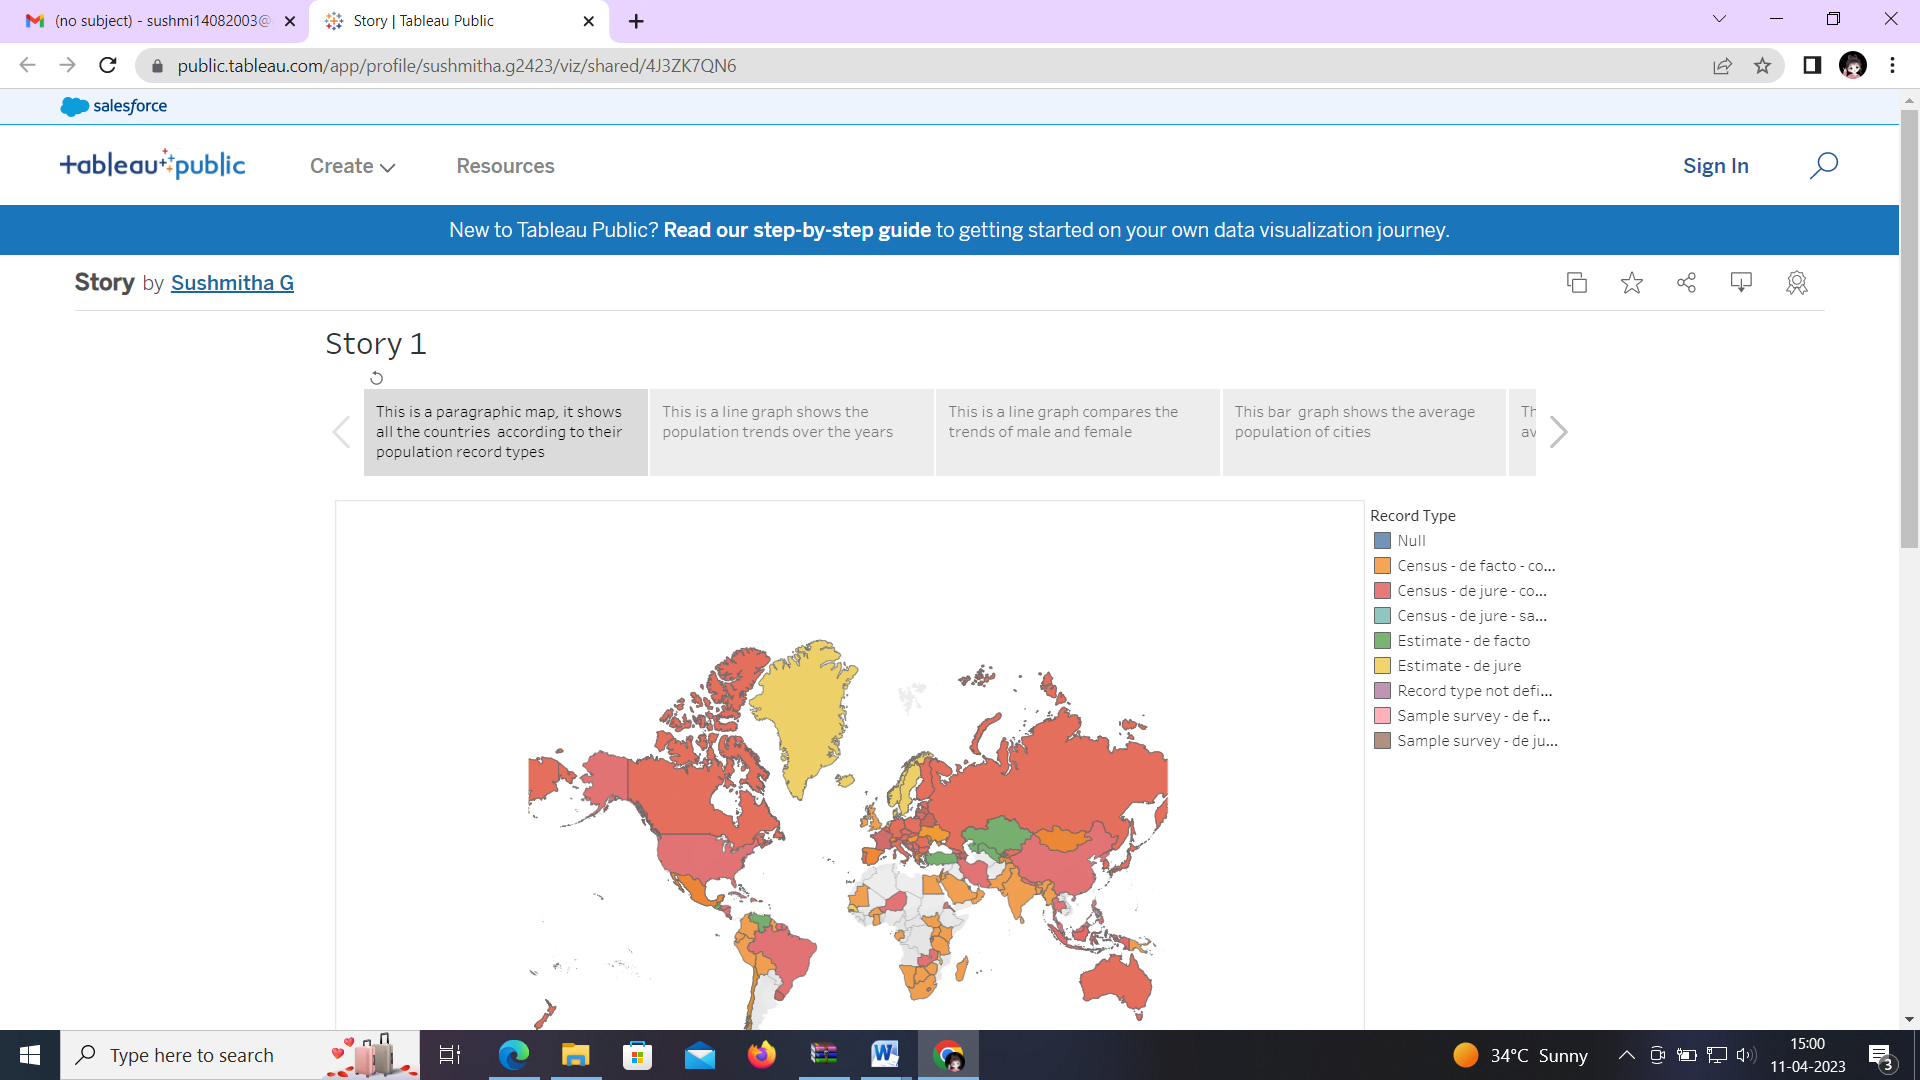 (no subject) - sushmi14082003@
Story | Tableau Public
public.tableau.com/app/profile/sushmitha.g2423/viz/shared/4J3ZK7QN6
salesforce
tableau public
Create
Resources
Sign In
New to Tableau Public? Read our step-by-step guide to getting started on your own data visualization journey.
Story by Sushmitha G
Story 1
This is a paragraphic map, it shows
all the countries according to their
population record types
This is a line graph shows the
population trends over the years
This is a line graph compares the
trends of male and female
This bar graph shows the average
population of cities
Th
av
Record Type
Null
Census - de facto - co...
Census - de jure - co...
Census - de jure - sa...
Estimate - de facto
Estimate - de jure
Record type not defi...
Sample survey - de f...
Sample survey - de ju...
Type here to search
34°C Sunny
15:00
11-04-2023
3